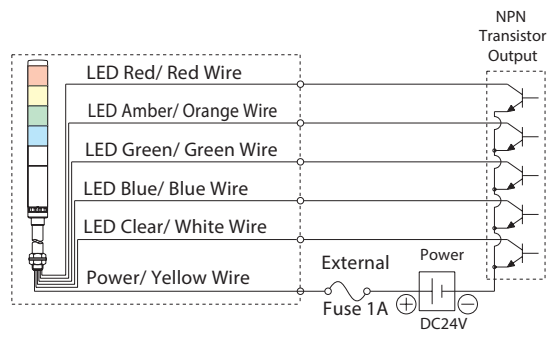 NPN
Transistor
Output
LED Red/ Red Wire
LED Amber/ Orange Wire
LED Green/ Green Wire
LED Blue/ Blue Wire
LED Clear/ White Wire
Power/ Yellow Wire
External
Fuse 1A
Power
DC24V